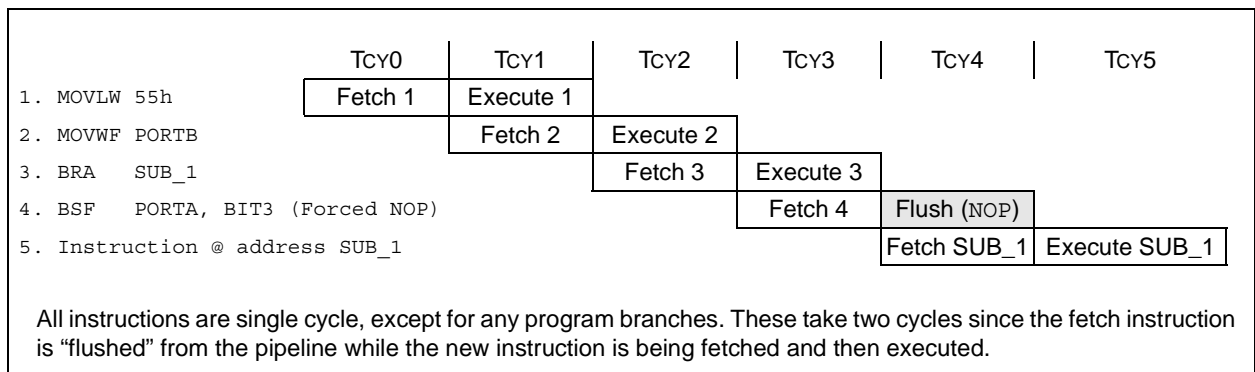 TCY0 TCY1 TCY2 TCY3 TCY4 TCY5
1. MOVLW 55h Fetch 1 Execute 1
2. MOVWF PORTB Fetch 2 Execute 2
3. BRA SUB_1 Fetch 3 Execute 3
4. BSF PORTA, BIT3 (Forced NOP) Fetch 4 Flush (NOP)
5. Instruction @ address SUB_1 Fetch SUB_1 Execute SUB_1
All instructions are single cycle, except for any program branches. These take two cycles since the fetch instruction
is “flushed” from the pipeline while the new instruction is being fetched and then executed.